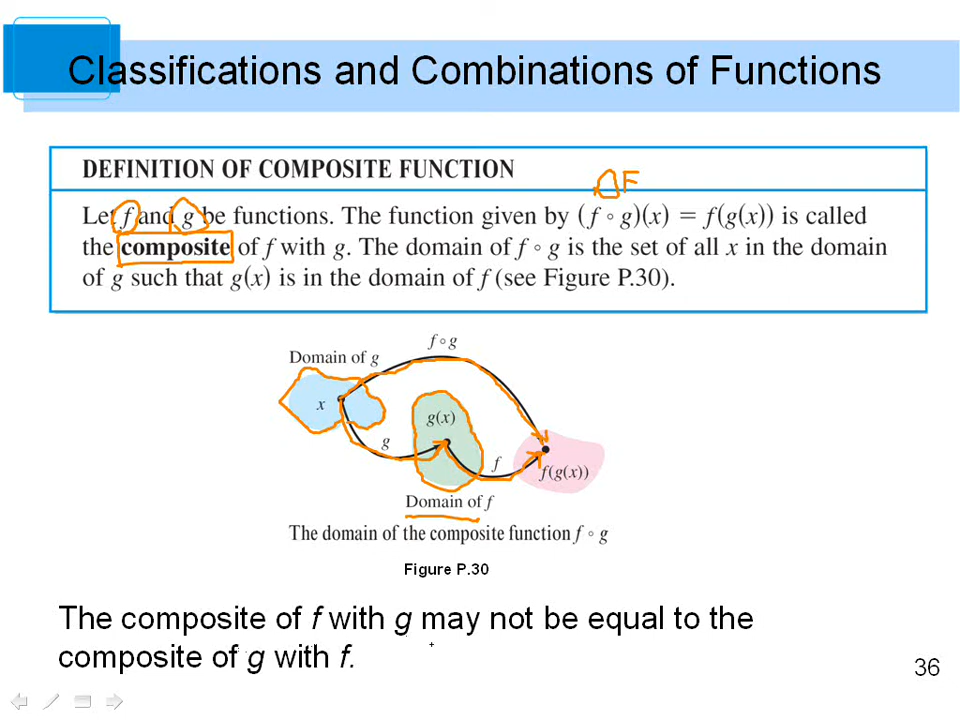 Classifications and Combinations of Functions
DEFINITION OF COMPOSITE FUNCTION
F
Let f and g be functions. The function given by (f ∘ g)(x) = f(g(x)) is called
the composite of f with g. The domain of f ∘ g is the set of all x in the domain
of g such that g(x) is in the domain of f (see Figure P.30).
f ∘ g
Domain of g
x
g(x)
g
f
f(g(x))
Domain of f
The domain of the composite function f ∘ g
Figure P.30
The composite of f with g may not be equal to the
composite of g with f.
36